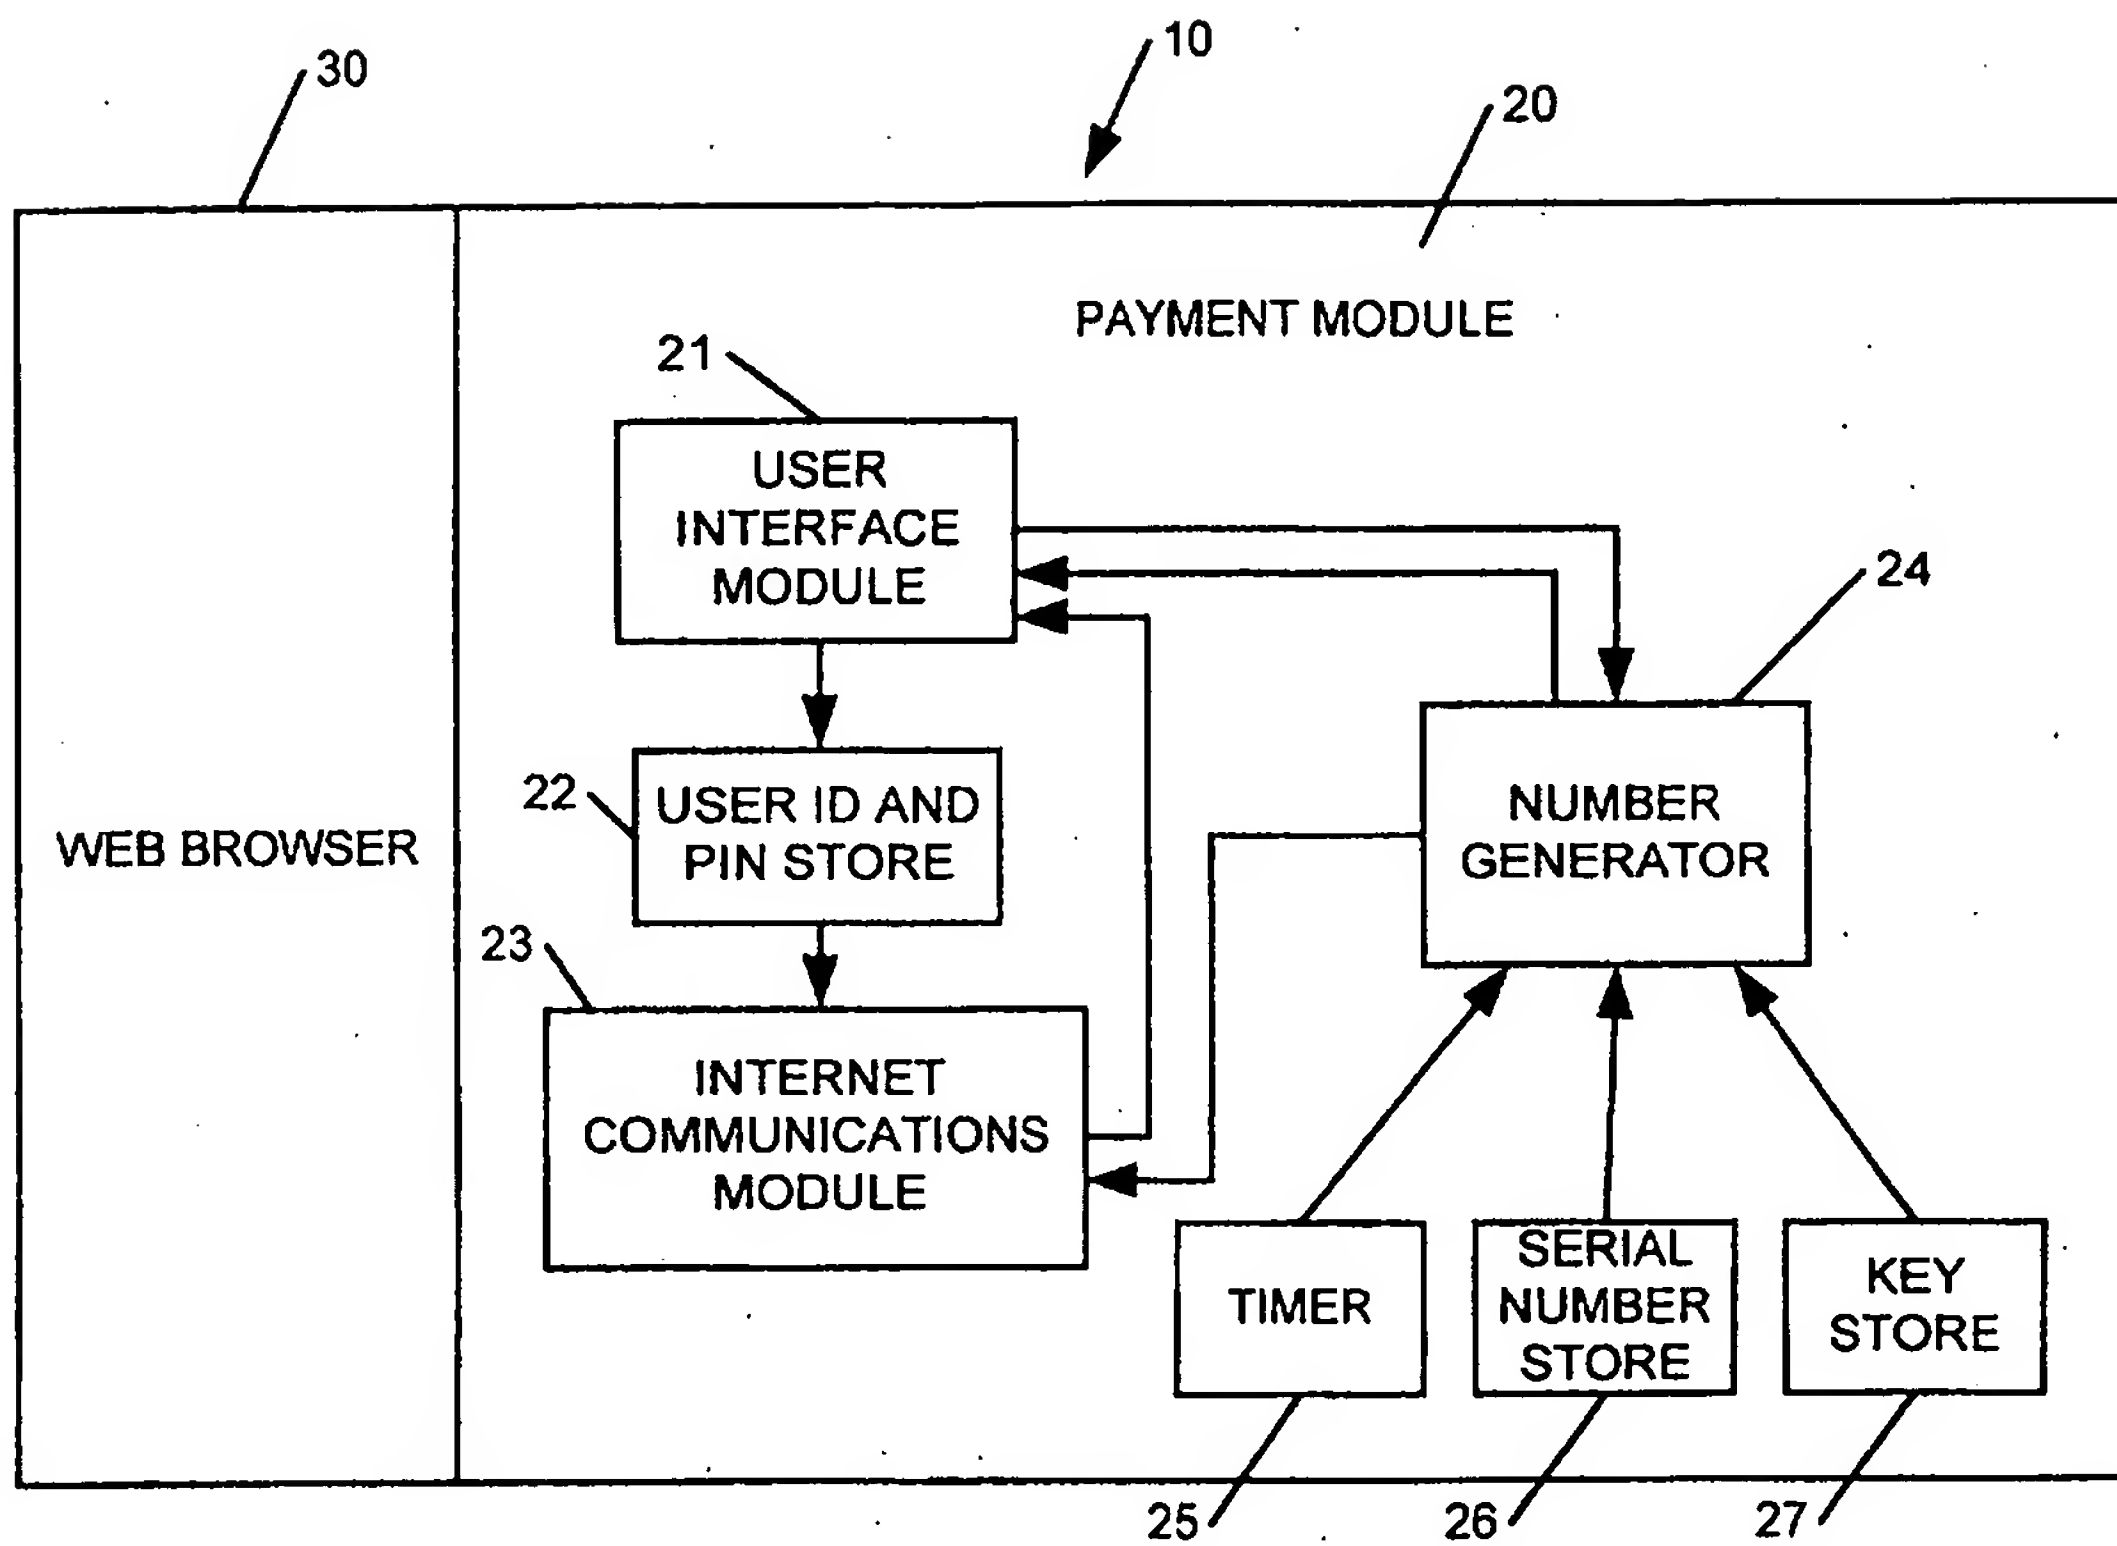 10
30
20
PAYMENT MODULE
21
USER
INTERFACE
MODULE
24
22
USER ID AND
PIN STORE
NUMBER
GENERATOR
WEB BROWSER
23
INTERNET
COMMUNICATIONS
MODULE
TIMER
SERIAL
NUMBER
STORE
KEY
STORE
25
26
27